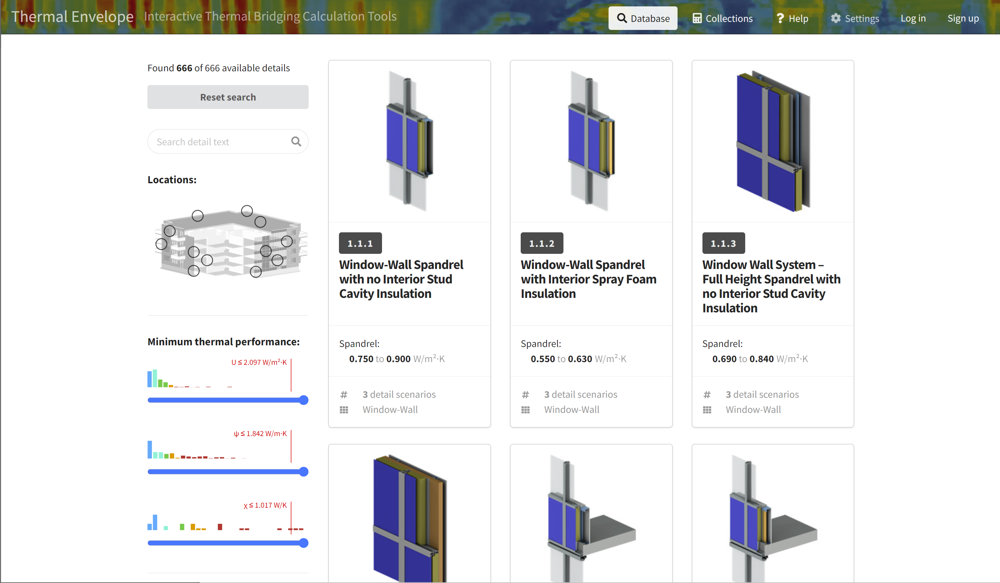 Thermal Envelope Interactive Thermal Bridging Calculation Tools
Database Collections Help Settings Log in Sign up
Found 666 of 666 available details
Reset search
Search detail text
Locations:
Minimum thermal performance:
U ≤ 2.097 W/m²·K
ψ ≤ 1.842 W/m·K
χ ≤ 1.017 W/K
1.1.1
Window-Wall Spandrel
with no Interior Stud
Cavity Insulation
Spandrel:
0.750 to 0.900 W/m²·K
# 3 detail scenarios
Window-Wall
1.1.2
Window-Wall Spandrel
with Interior Spray Foam
Insulation
Spandrel:
0.550 to 0.630 W/m²·K
# 3 detail scenarios
Window-Wall
1.1.3
Window Wall System –
Full Height Spandrel with
no Interior Stud Cavity
Insulation
Spandrel:
0.690 to 0.840 W/m²·K
# 3 detail scenarios
Window-Wall